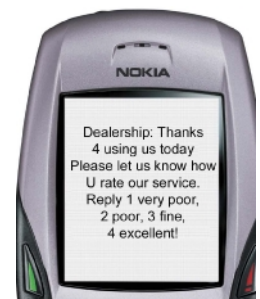 NOKIA
Dealership: Thanks
4 using us today
Please let us know how
U rate our service.
Reply 1 very poor,
2 poor, 3 fine,
4 excellent!